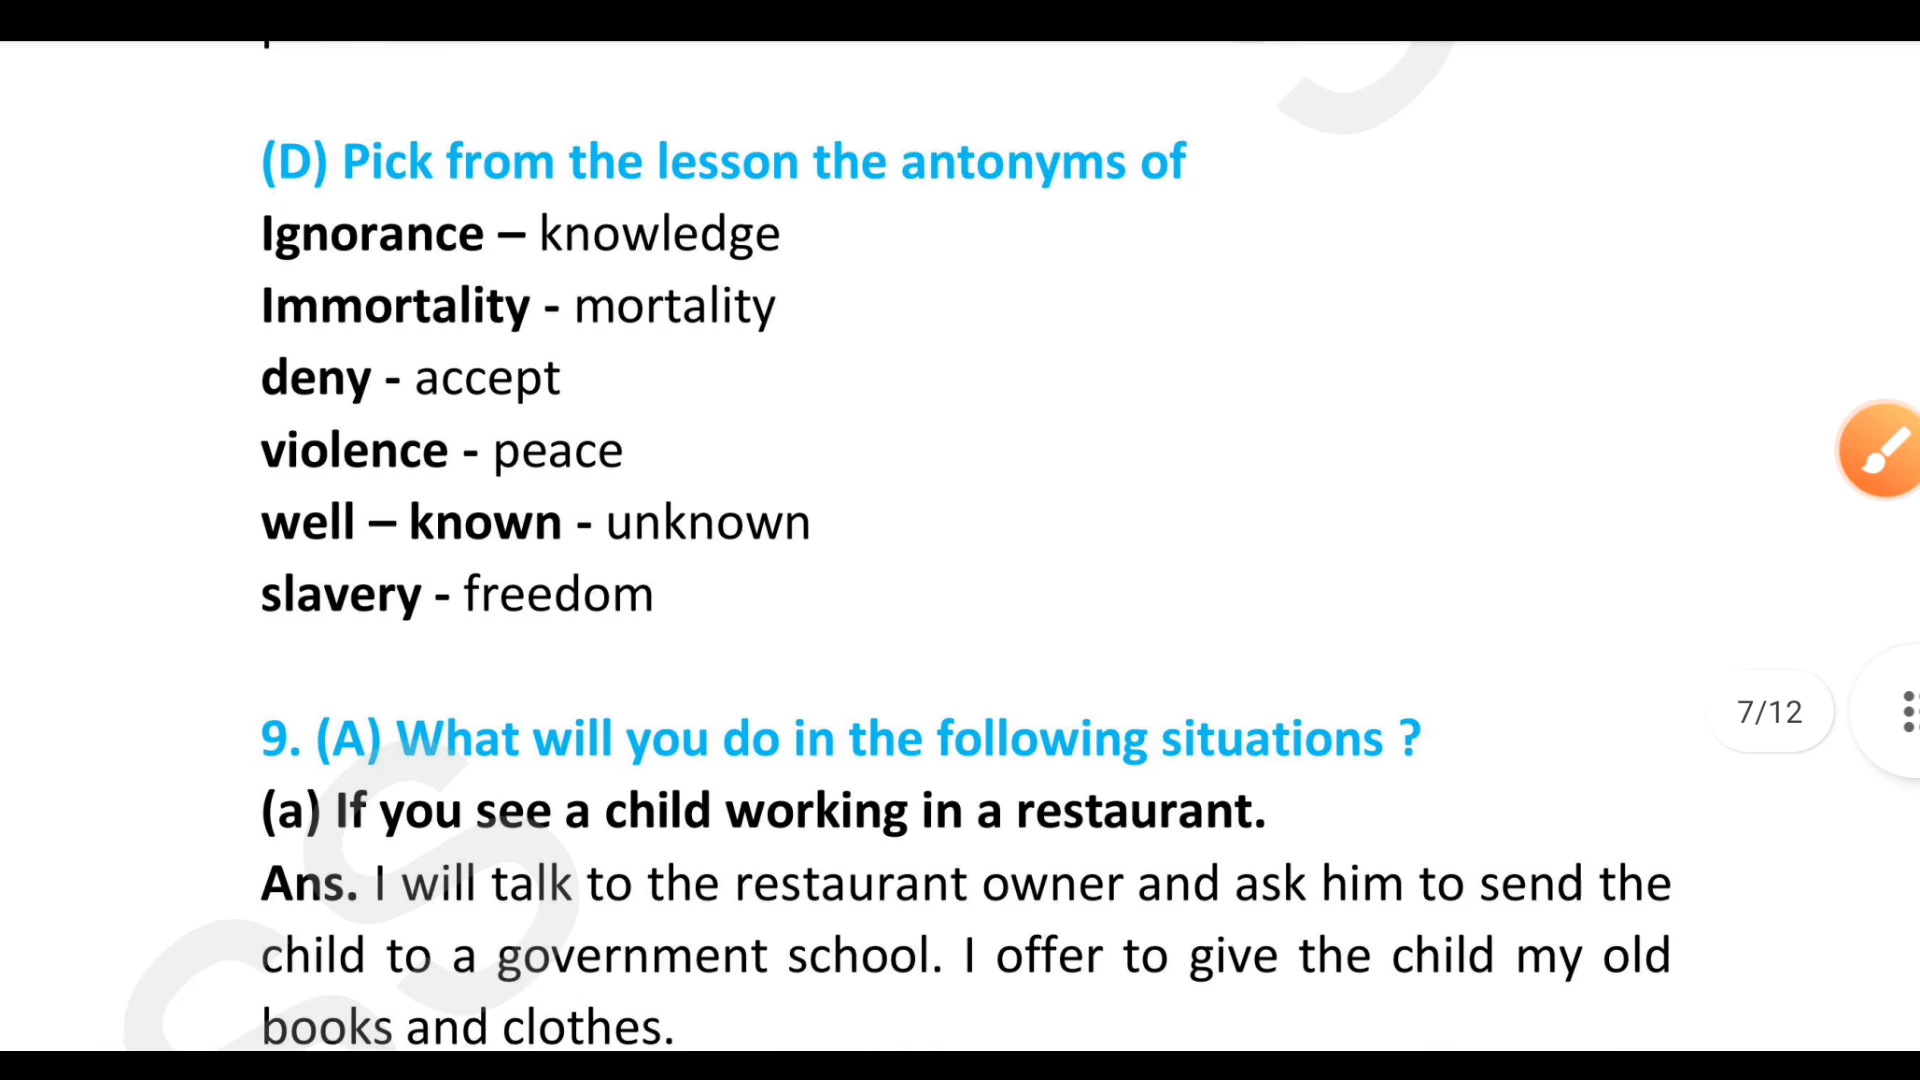 (D) Pick from the lesson the antonyms of
Ignorance – knowledge
Immortality - mortality
deny - accept
violence - peace
well – known - unknown
slavery - freedom
7/12
9. (A) What will you do in the following situations ?
(a) If you see a child working in a restaurant.
Ans. I will talk to the restaurant owner and ask him to send the
child to a government school. I offer to give the child my old
books and clothes.